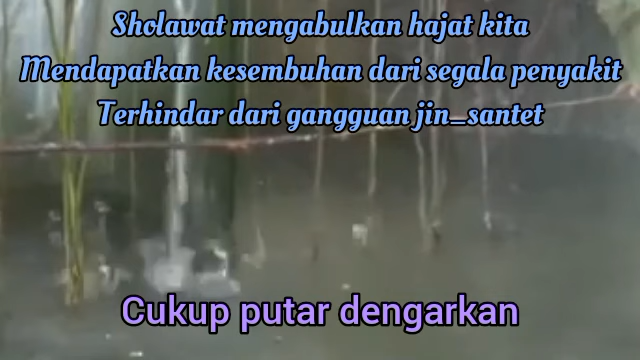 Sholawat mengabulkan hajat kita
Mendapatkan kesembuhan dari segala penyakit
Terhindar dari gangguan jin_santet
Cukup putar dengarkan